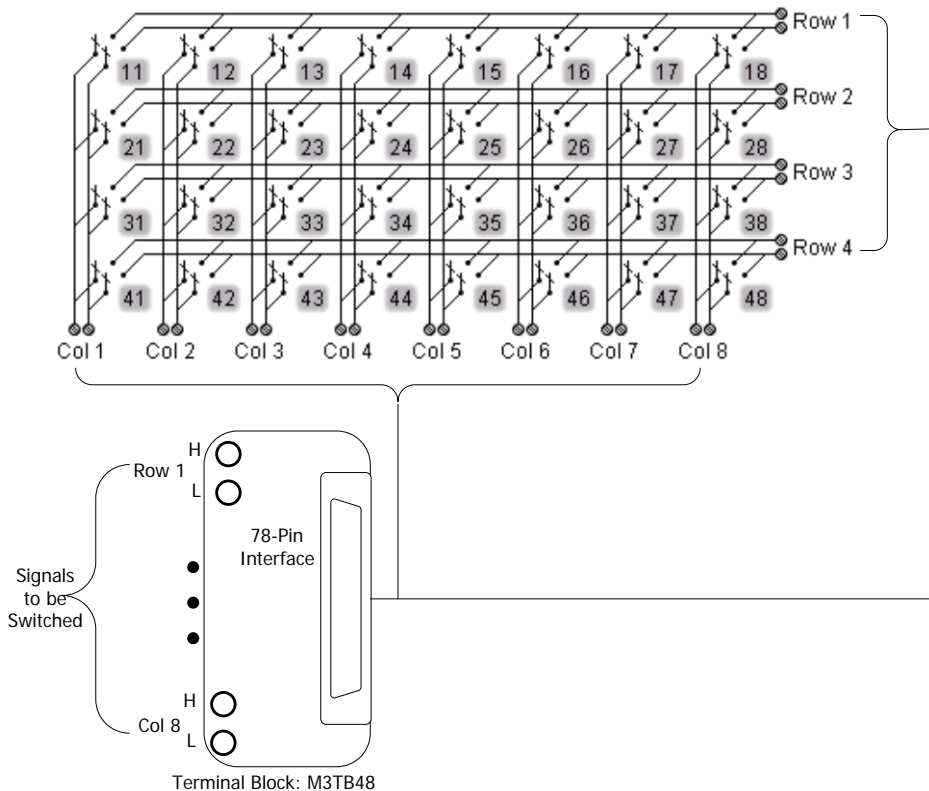 Row 1
11 12 13 14 15 16 17 18
Row 2
21 22 23 24 25 26 27 28
Row 3
31 32 33 34 35 36 37 38
Row 4
41 42 43 44 45 46 47 48
Col 1 Col 2 Col 3 Col 4 Col 5 Col 6 Col 7 Col 8
H
Row 1
L
78-Pin
Interface
Signals
to be
Switched
H
Col 8
L
Terminal Block: M3TB48